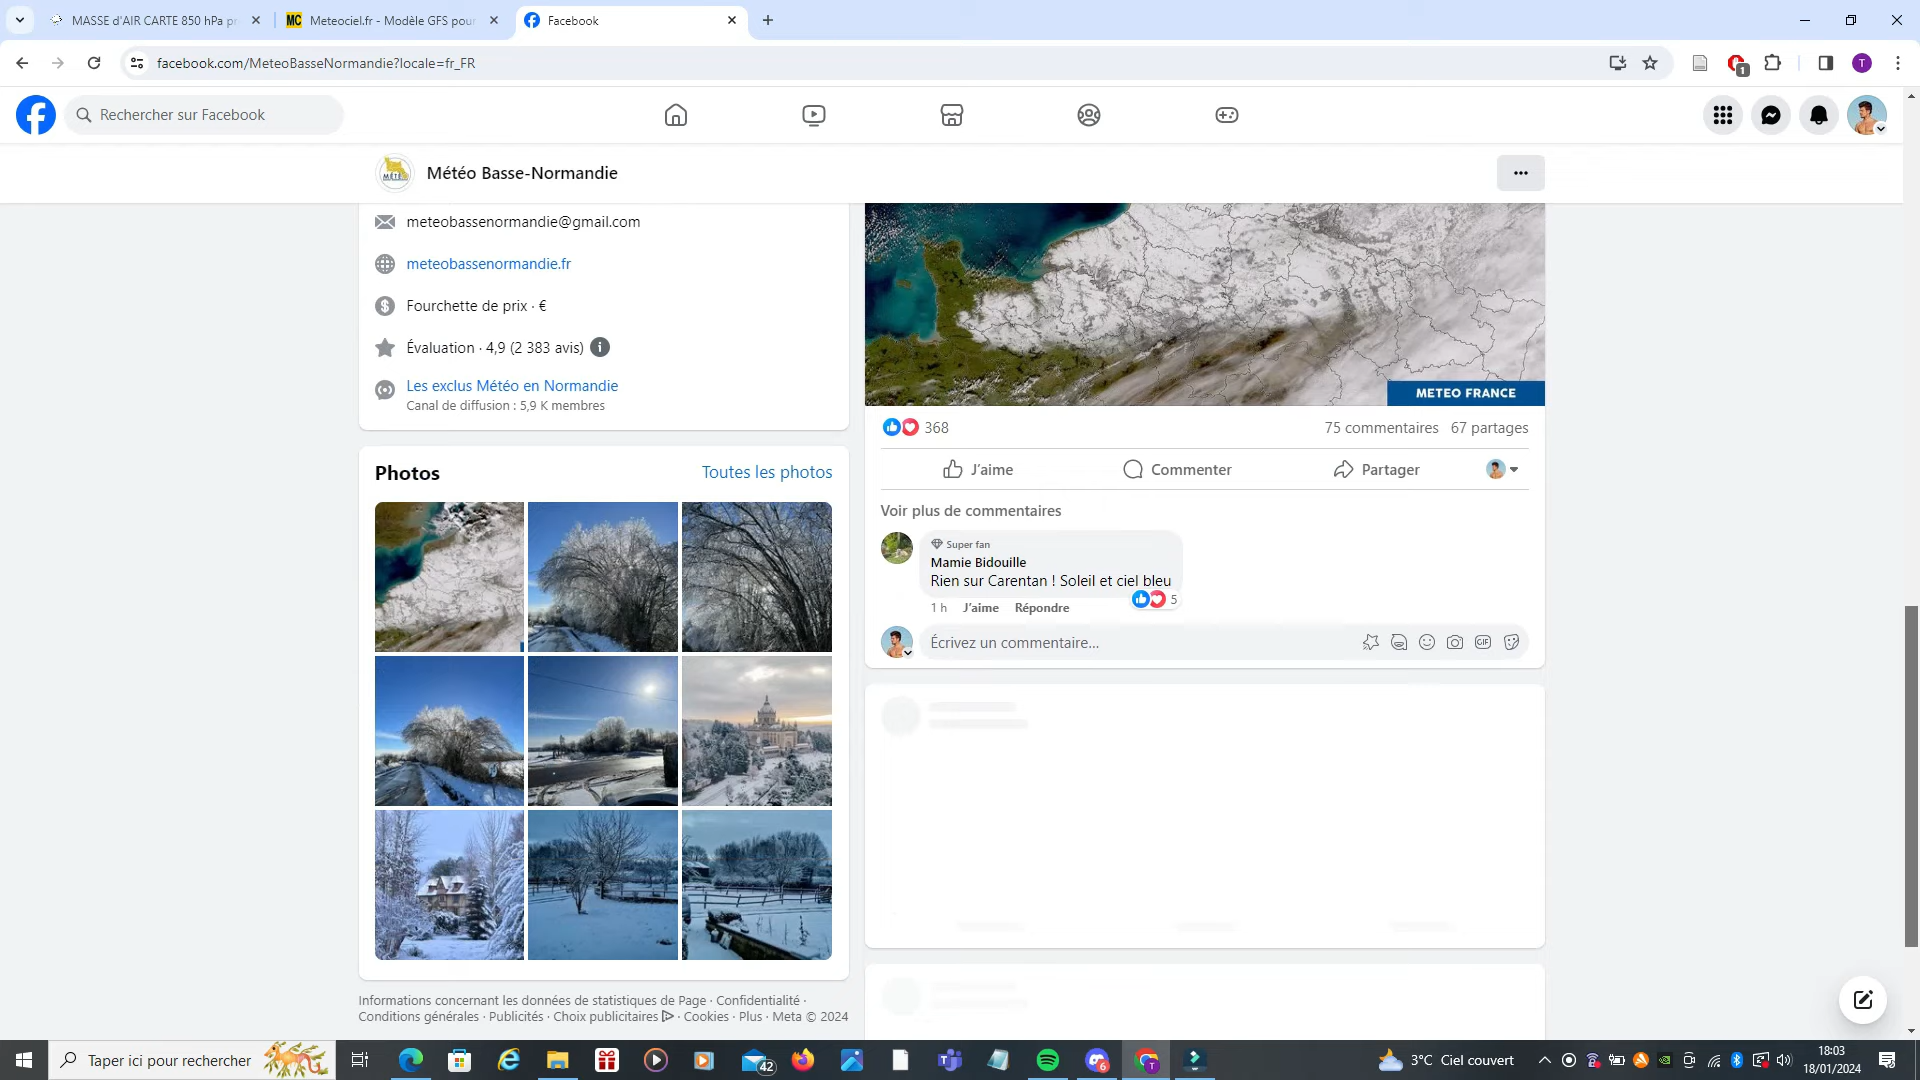 MASSE d'AIR CARTE 850 hPa pr
Meteociel.fr - Modèle GFS pour
Facebook
facebook.com/MeteoBasseNormandie?locale=fr_FR
1
T
Rechercher sur Facebook
MÉTÉO
Météo Basse-Normandie
meteobassenormandie@gmail.com
meteobassenormandie.fr
Fourchette de prix · €
Évaluation · 4,9 (2 383 avis)
Les exclus Météo en Normandie
Canal de diffusion : 5,9 K membres
Photos
Toutes les photos
Informations concernant les données de statistiques de Page · Confidentialité ·
Conditions générales · Publicités · Choix publicitaires · Cookies · Plus · Meta © 2024
METEO FRANCE
368
75 commentaires 67 partages
J'aime
Commenter
Partager
Voir plus de commentaires
Super fan
Mamie Bidouille
Rien sur Carentan ! Soleil et ciel bleu
5
1 h J'aime Répondre
Écrivez un commentaire...
GIF
Taper ici pour rechercher
42
6
T
3°C Ciel couvert
18:03
18/01/2024